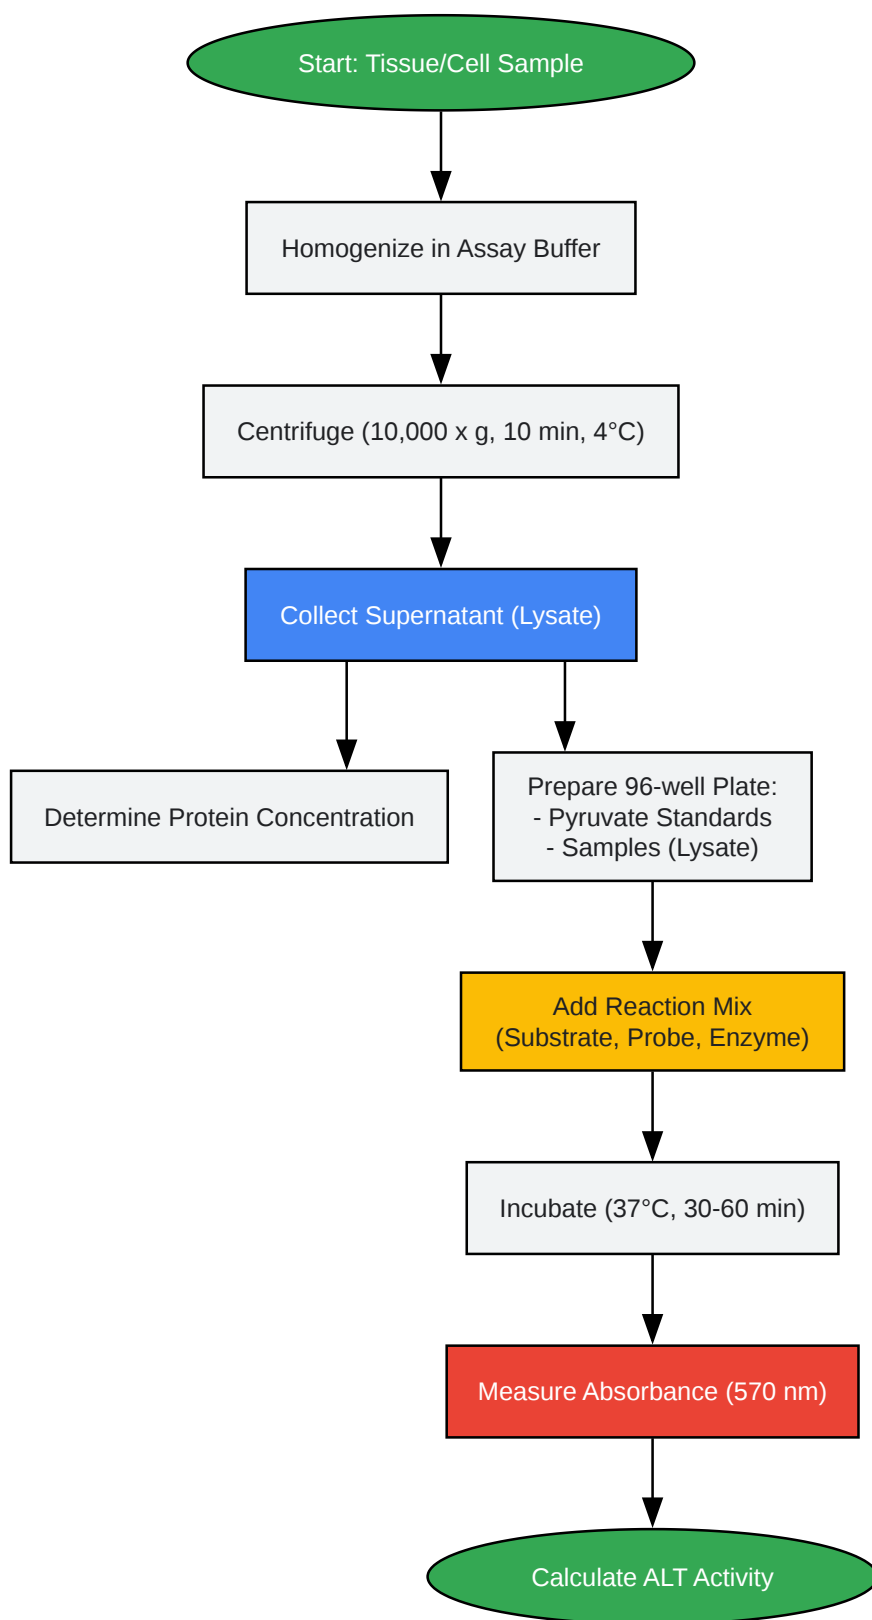 Start: Tissue/Cell Sample
Homogenize in Assay Buffer
Centrifuge (10,000 x g, 10 min, 4°C)
Collect Supernatant (Lysate)
Determine Protein Concentration
Prepare 96-well Plate:
- Pyruvate Standards
- Samples (Lysate)
Add Reaction Mix
(Substrate, Probe, Enzyme)
Incubate (37°C, 30-60 min)
Measure Absorbance (570 nm)
Calculate ALT Activity